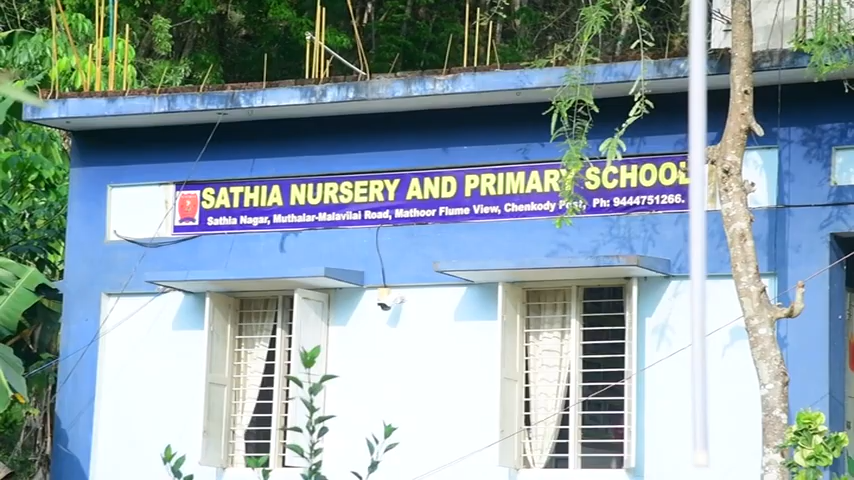 SATHIA NURSERY AND PRIMARY SCHOOL
Sathia Nagar, Muthalar-Malavilai Road, Mathoor Flume View, Chenkody Post, Ph: 9444751266.